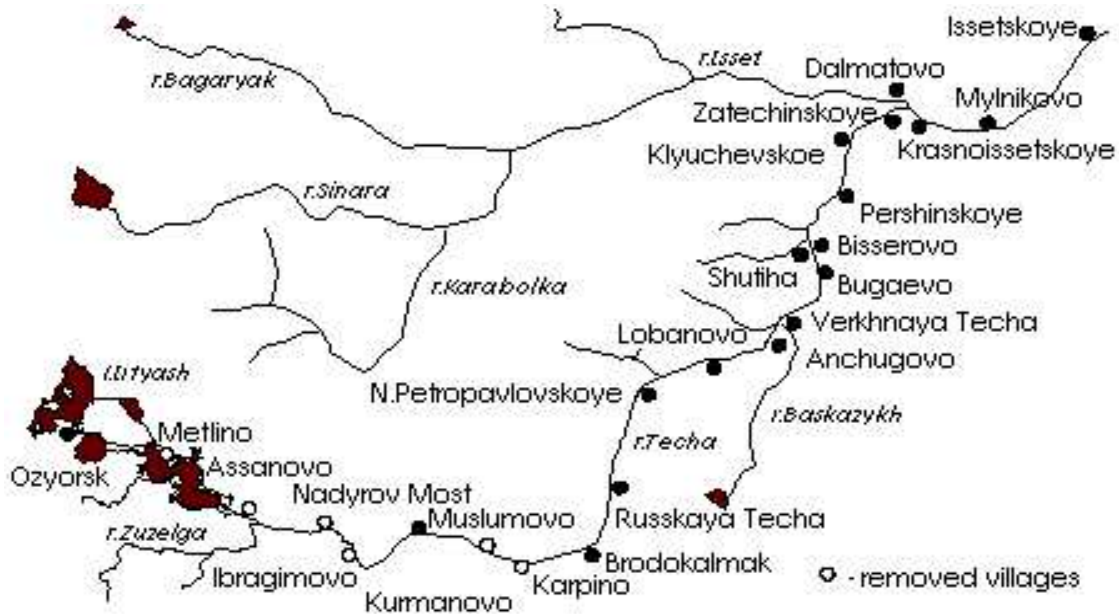 Issetskoye
r.Isset
r.Bagaryak
Dalmatovo
Mylnikovo
Zatechinskoye
Klyuchevskoe
Krasnoissetskoye
r.Sinara
Pershinskoye
Bisserovo
Shutiha
Bugaevo
r.Karabolka
Verkhnaya Techa
Lobanovo
Anchugovo
l.Irtyash
N.Petropavlovskoye
r.Baskazykh
Metlino
r.Techa
Ozyorsk
Assanovo
Nadyrov Most
Muslumovo
Russkaya Techa
r.Zuzelga
Ibragimovo
Brodokalmak
Karpino
- removed villages
Kurmanovo